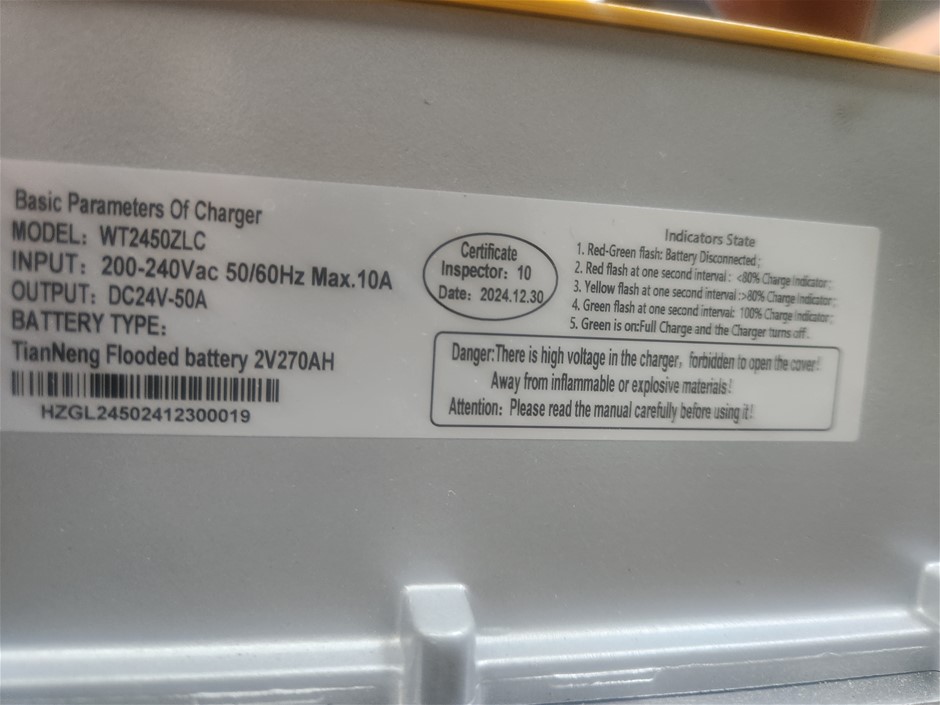 Basic Parameters Of Charger
MODEL: WT2450ZLC
INPUT: 200-240Vac 50/60Hz Max.10A
OUTPUT: DC24V-50A
BATTERY TYPE:
TianNeng Flooded battery 2V270AH
HZGL24502412300019
Certificate
Inspector: 10
Date: 2024.12.30
Indicators State
1. Red-Green flash: Battery Disconnected;
2. Red flash at one second interval: <80% Charge Indicator;
3. Yellow flash at one second interval:>80% Charge Indicator;
4. Green flash at one second interval: 100% Charge Indicator;
5. Green is on:Full Charge and the Charger turns off.
Danger:There is high voltage in the charger, forbidden to open the cover!
Away from inflammable or explosive materials!
Attention: Please read the manual carefully before using it!